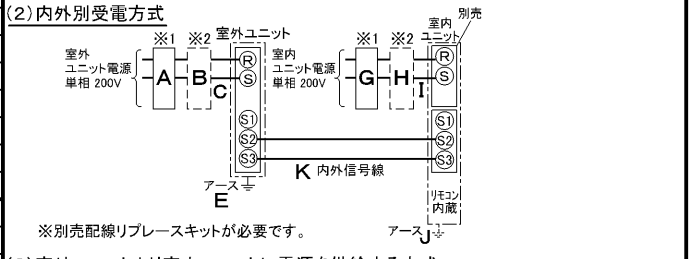 (2)内外別受電方式
※1 ※2 室外ユニット
室外
ユニット電源
単相 200V
A
B
C
R
S
S1
S2
S3
アース
E
※1 ※2
室内
ユニット
別売
室内
ユニット電源
単相 200V
G
H
I
R
S
S1
S2
S3
K 内外信号線
リモコン
内蔵
アース J
※別売配線リプレースキットが必要です。